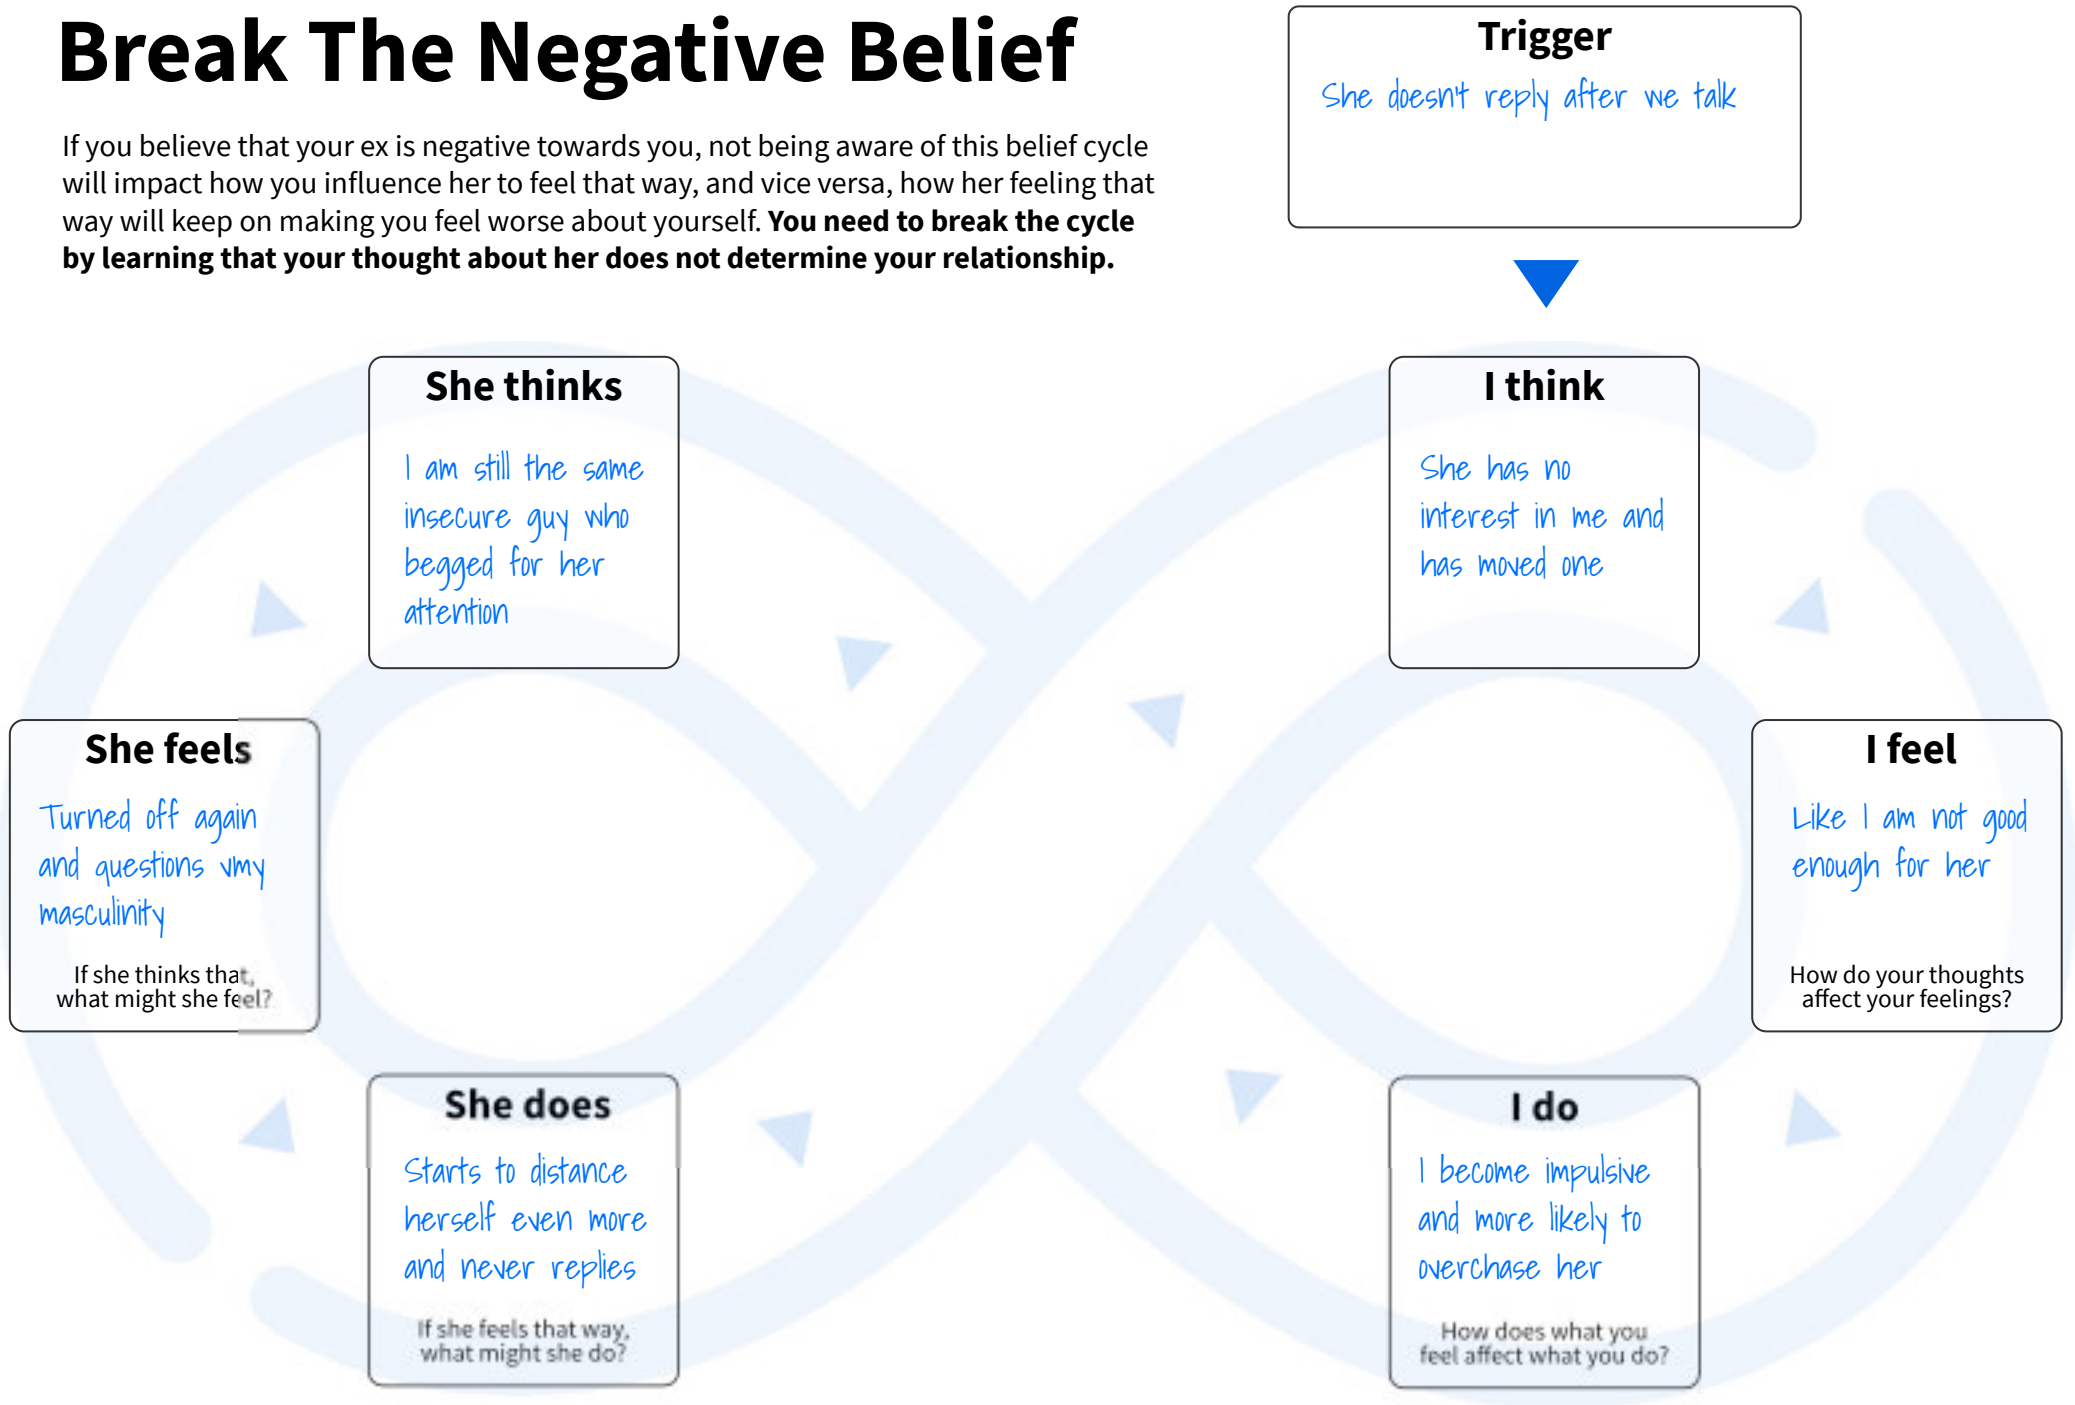 Break The Negative Belief
If you believe that your ex is negative towards you, not being aware of this belief cycle
will impact how you influence her to feel that way, and vice versa, how her feeling that
way will keep on making you feel worse about yourself. You need to break the cycle
by learning that your thought about her does not determine your relationship.
Trigger
She doesn't reply after we talk
I think
She has no
interest in me and
has moved one
I feel
Like I am not good
enough for her
How do your thoughts
affect your feelings?
I do
I become impulsive
and more likely to
overchase her
How does what you
feel affect what you do?
She thinks
I am still the same
insecure guy who
begged for her
attention
She feels
Turned off again
and questions vmy
masculinity
If she thinks that,
what might she feel?
She does
Starts to distance
herself even more
and never replies
If she feels that way,
what might she do?